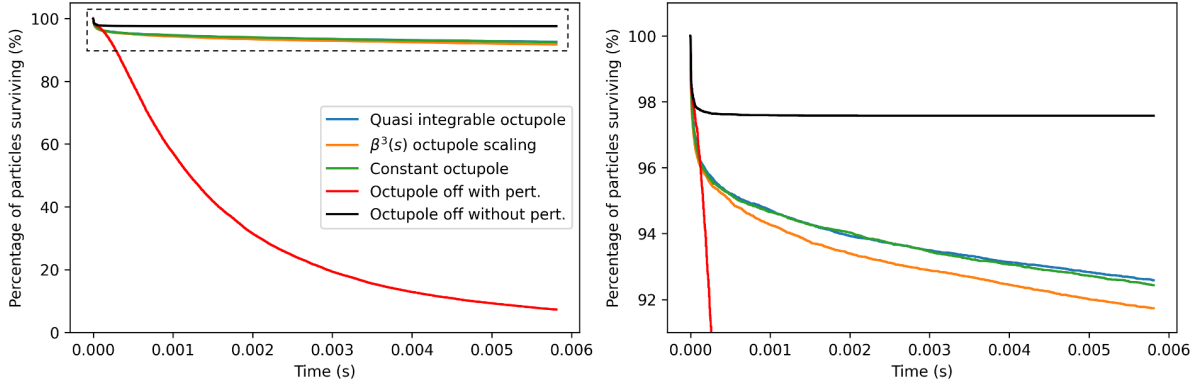 Percentage of particles surviving (%)
100
80
60
40
20
0
Quasi integrable octupole
β³(s) octupole scaling
Constant octupole
Octupole off with pert.
Octupole off without pert.
0.000 0.001 0.002 0.003 0.004 0.005 0.006
Time (s)
Percentage of particles surviving (%)
100
98
96
94
92
0.000 0.001 0.002 0.003 0.004 0.005 0.006
Time (s)